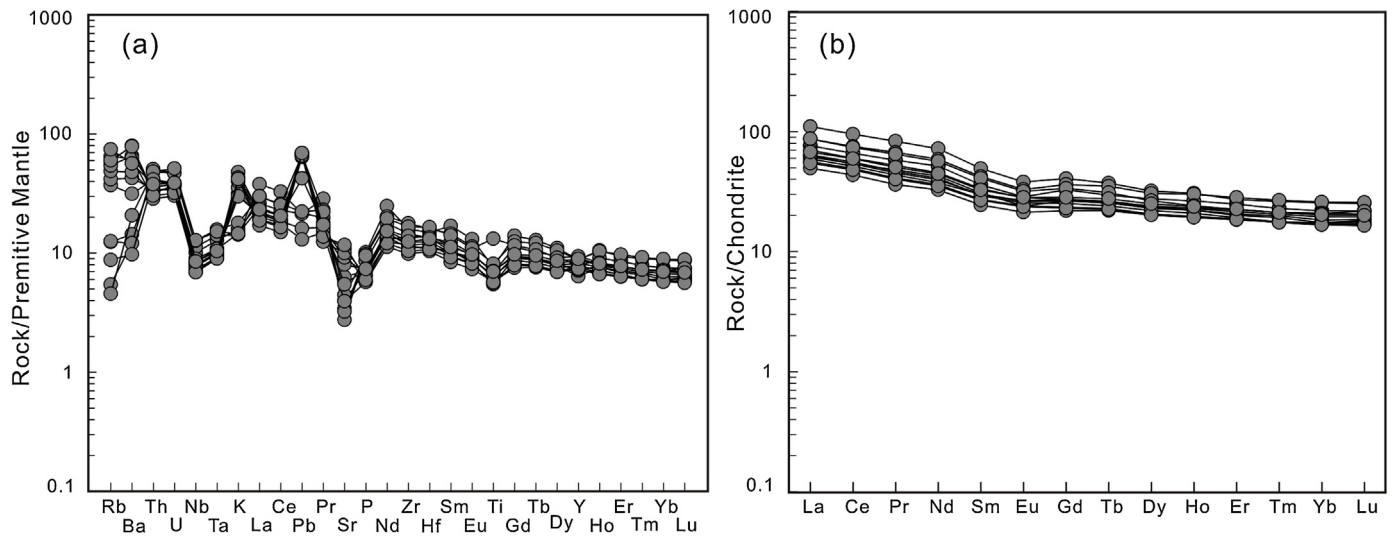 (a)
Rock/Premitive Mantle
1000
100
10
1
0.1
Rb Th Nb K Ce Pr P Zr Sm Ti Tb Y Er Yb
Ba U Ta La Pb Sr Nd Hf Eu Gd Dy Ho Tm Lu
(b)
Rock/Chondrite
1000
100
10
1
0.1
La Ce Pr Nd Sm Eu Gd Tb Dy Ho Er Tm Yb Lu